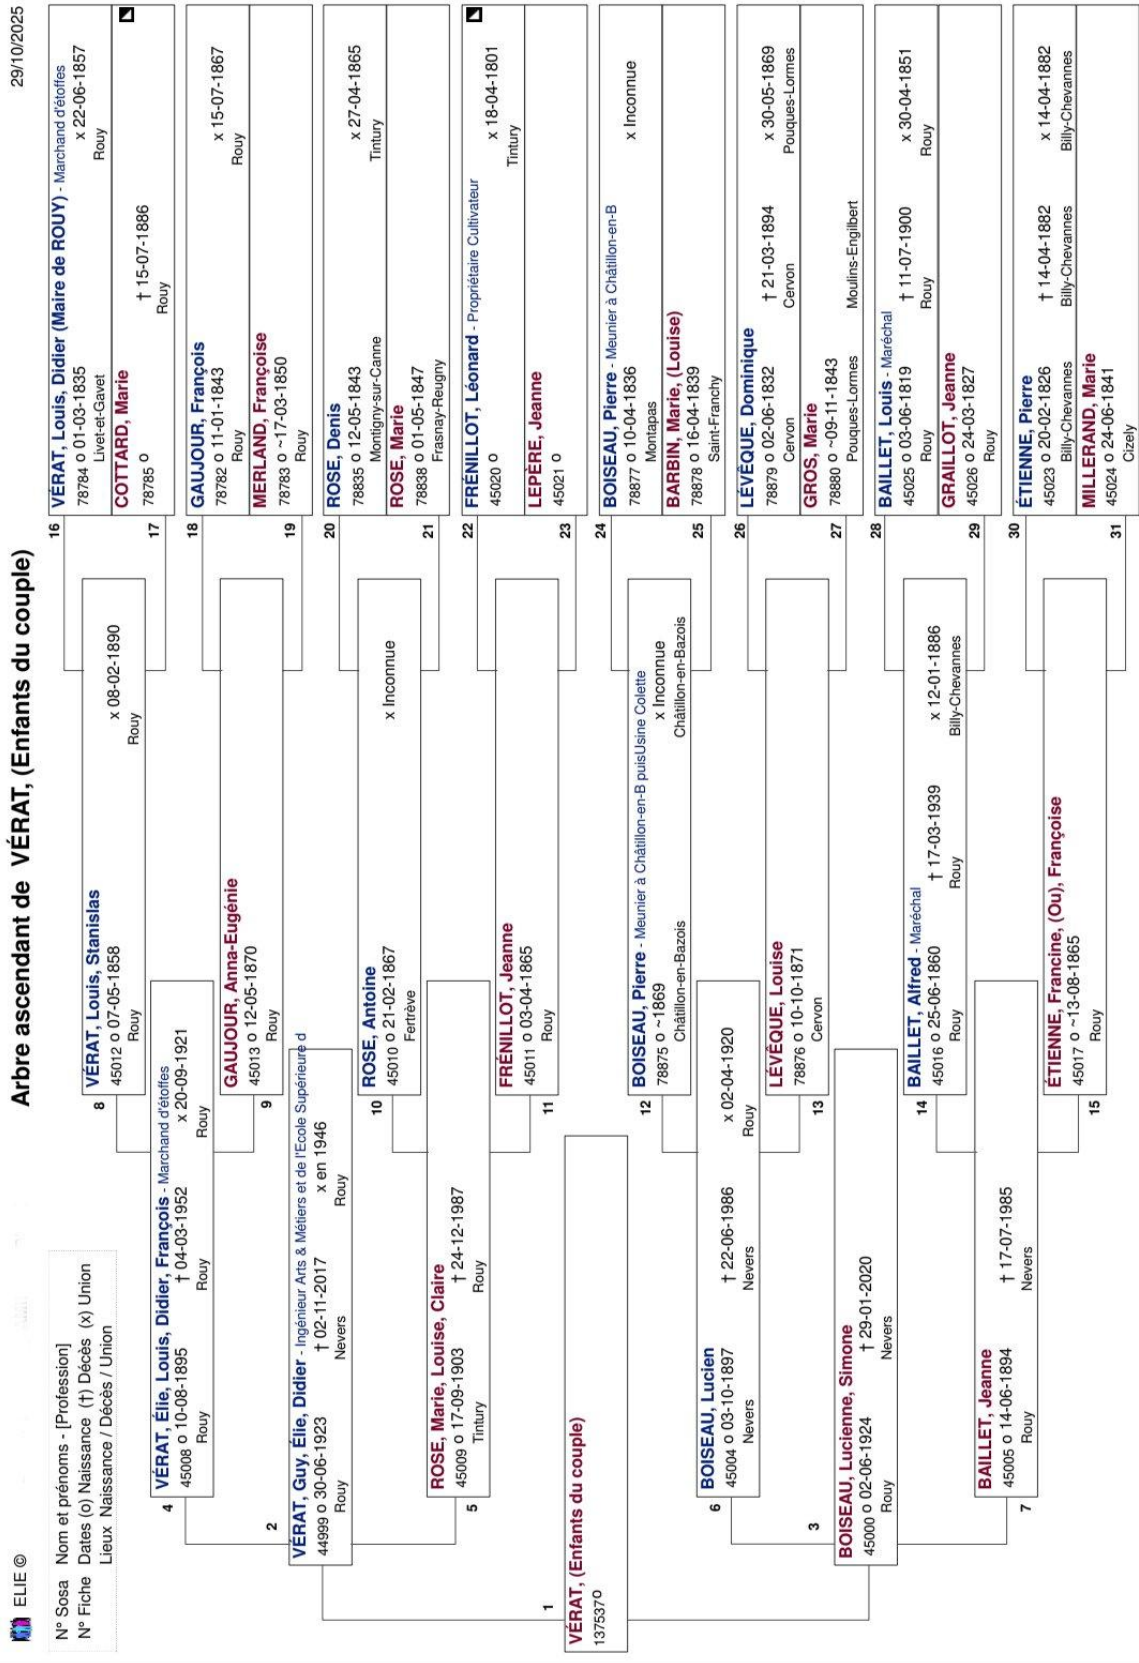 ELIE ©
Arbre ascendant de VÉRAT, (Enfants du couple)
29/10/2025
N° Sosa Nom et prénoms - [Profession]
N° Fiche Dates (o) Naissance (†) Décès (x) Union
Lieux Naissance / Décès / Union
1
VÉRAT, (Enfants du couple)
137537 o
2
VÉRAT, Guy, Élie, Didier - Ingénieur Arts & Métiers et de l'Ecole Supérieure d
44999 o 30-06-1923 † 02-11-2017 x en 1946
Rouy Nevers Rouy
3
BOISEAU, Lucienne, Simone
45000 o 02-06-1924 † 29-01-2020
Rouy Nevers
4
VÉRAT, Élie, Louis, Didier, François - Marchand d'étoffes
45008 o 10-08-1895 † 04-03-1952 x 20-09-1921
Rouy Rouy Rouy
5
ROSE, Marie, Louise, Claire
45009 o 17-09-1903 † 24-12-1987
Tintury Rouy
6
BOISEAU, Lucien
45004 o 03-10-1897 † 22-06-1986 x 02-04-1920
Nevers Nevers Rouy
7
BAILLET, Jeanne
45005 o 14-06-1894 † 17-07-1985
Rouy Nevers
8
VÉRAT, Louis, Stanislas
45012 o 07-05-1858 x 08-02-1890
Rouy Rouy
9
GAUJOUR, Anna-Eugénie
45013 o 12-05-1870
Rouy
10
ROSE, Antoine
45010 o 21-02-1867 x Inconnue
Fertrève
11
FRÉNILLOT, Jeanne
45011 o 03-04-1865
Rouy
12
BOISEAU, Pierre - Meunier à Châtillon-en-B puisUsine Colette
78875 o ~1869 x Inconnue
Châtillon-en-Bazois Châtillon-en-Bazois
13
LÉVÊQUE, Louise
78876 o 10-10-1871
Cervon
14
BAILLET, Alfred - Maréchal
45016 o 25-06-1860 † 17-03-1939 x 12-01-1886
Rouy Rouy Billy-Chevannes
15
ÉTIENNE, Francine, (Ou), Françoise
45017 o ~13-08-1865
Rouy
16
VÉRAT, Louis, Didier (Maire de ROUY) - Marchand d'étoffes
78784 o 01-03-1835 x 22-06-1857
Livet-et-Gavet Rouy
COTTARD, Marie
78785 o † 15-07-1886
17 Rouy
18
GAUJOUR, François
78782 o 11-01-1843 x 15-07-1867
Rouy Rouy
MERLAND, Françoise
78783 o ~17-03-1850
19 Rouy
20
ROSE, Denis
78835 o 12-05-1843 x 27-04-1865
Montigny-sur-Canne Tintury
ROSE, Marie
78838 o 01-05-1847
21 Frasnay-Reugny
22
FRÉNILLOT, Léonard - Propriétaire Cultivateur
45020 o x 18-04-1801
Tintury
LEPÈRE, Jeanne
45021 o
23
24
BOISEAU, Pierre - Meunier à Châtillon-en-B
78877 o 10-04-1836 x Inconnue
Montapas
BARBIN, Marie, (Louise)
78878 o 16-04-1839
25 Saint-Franchy
26
LÉVÊQUE, Dominique
78879 o 02-06-1832 † 21-03-1894 x 30-05-1869
Cervon Cervon Pouques-Lormes
GROS, Marie
78880 o ~09-11-1843
27 Pouques-Lormes Moulins-Engilbert
28
BAILLET, Louis - Maréchal
45025 o 03-06-1819 † 11-07-1900 x 30-04-1851
Rouy Rouy Rouy
GRAILLOT, Jeanne
45026 o 24-03-1827
29 Rouy
30
ÉTIENNE, Pierre
45023 o 20-02-1826 † 14-04-1882 x 14-04-1882
Billy-Chevannes Billy-Chevannes Billy-Chevannes
MILLERAND, Marie
45024 o 24-06-1841
31 Cizely